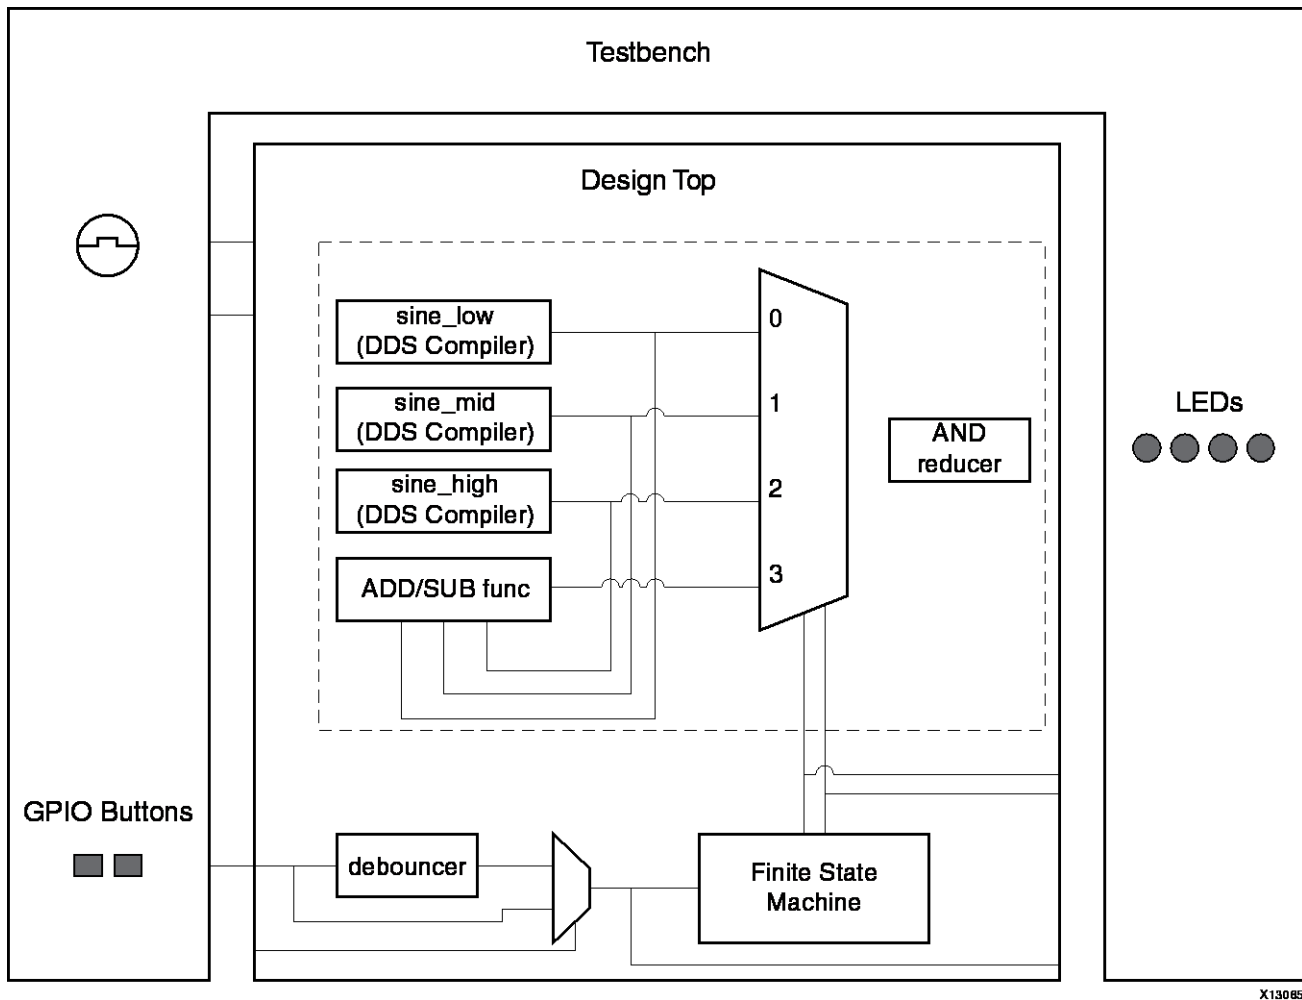 Testbench
Design Top
sine_low
(DDS Compiler)
0
sine_mid
(DDS Compiler)
1
sine_high
(DDS Compiler)
2
ADD/SUB func
3
AND
reducer
LEDs
GPIO Buttons
debouncer
Finite State
Machine
X13065